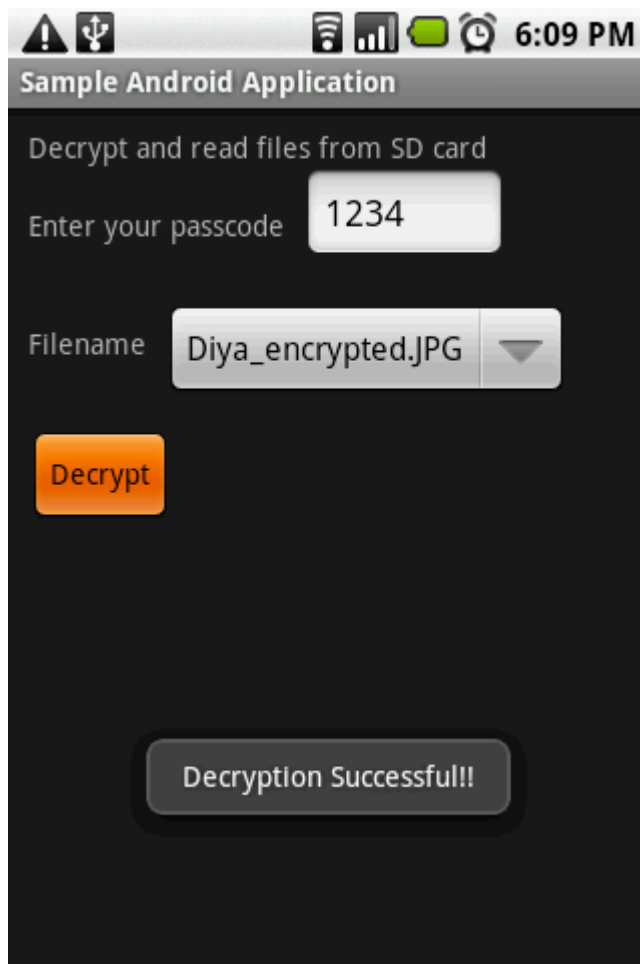 6:09 PM
Sample Android Application
Decrypt and read files from SD card
Enter your passcode 1234
Filename Diya_encrypted.JPG
Decrypt
Decryption Successful!!